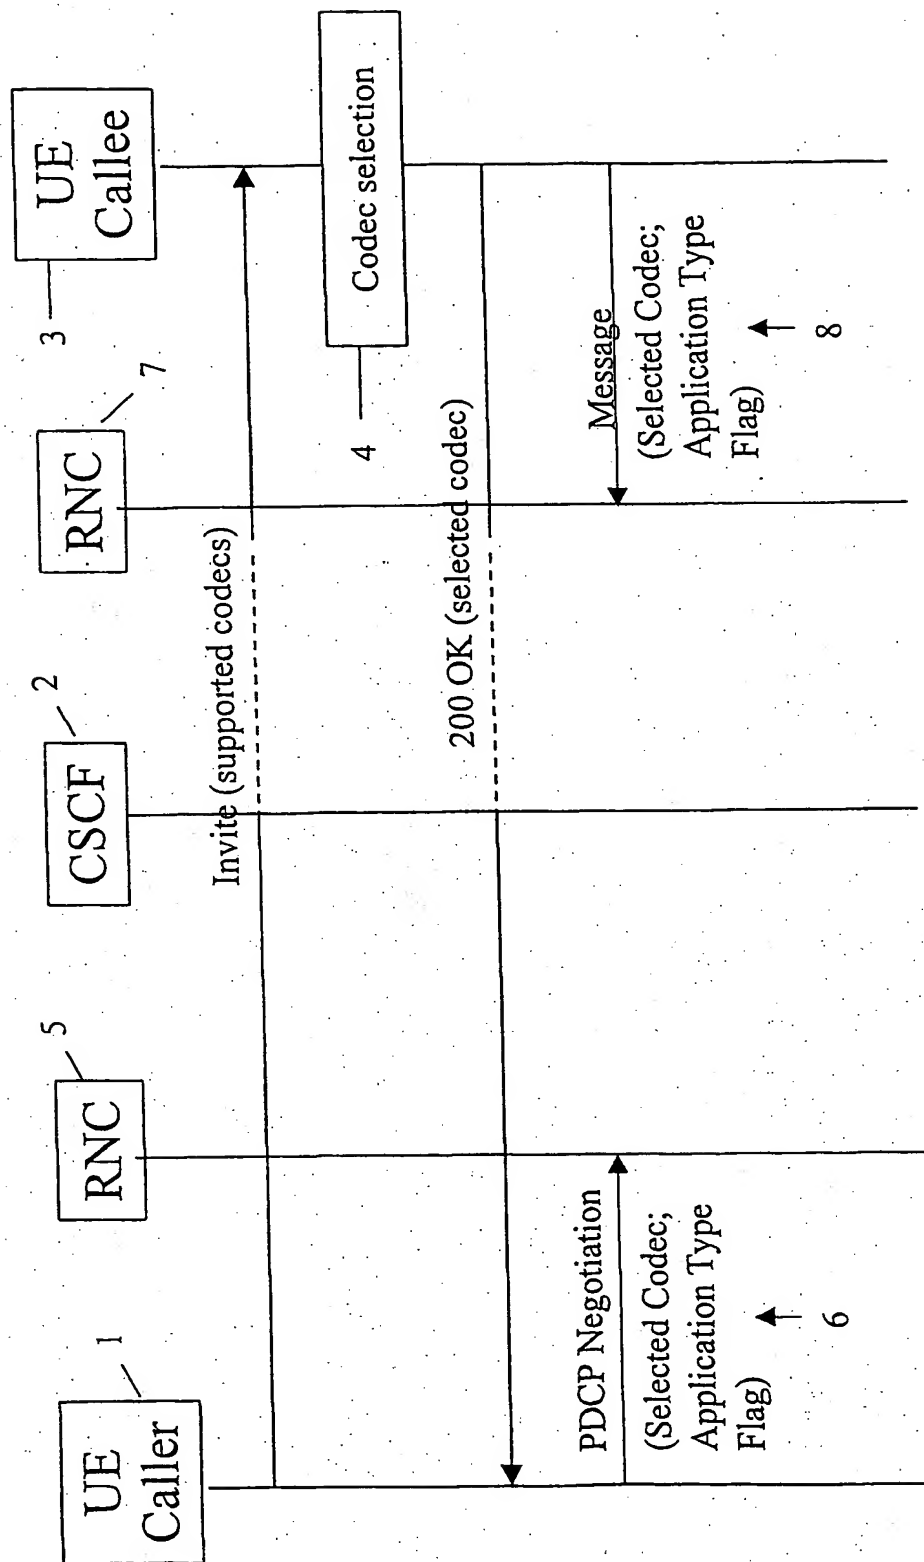 UE
Caller
1
RNC
5
CSCF
2
RNC
7
UE
Callee
3
Invite (supported codecs)
Codec selection
4
200 OK (selected codec)
PDCP Negotiation
(Selected Codec;
Application Type
Flag)
6
Message
(Selected Codec;
Application Type
Flag)
8